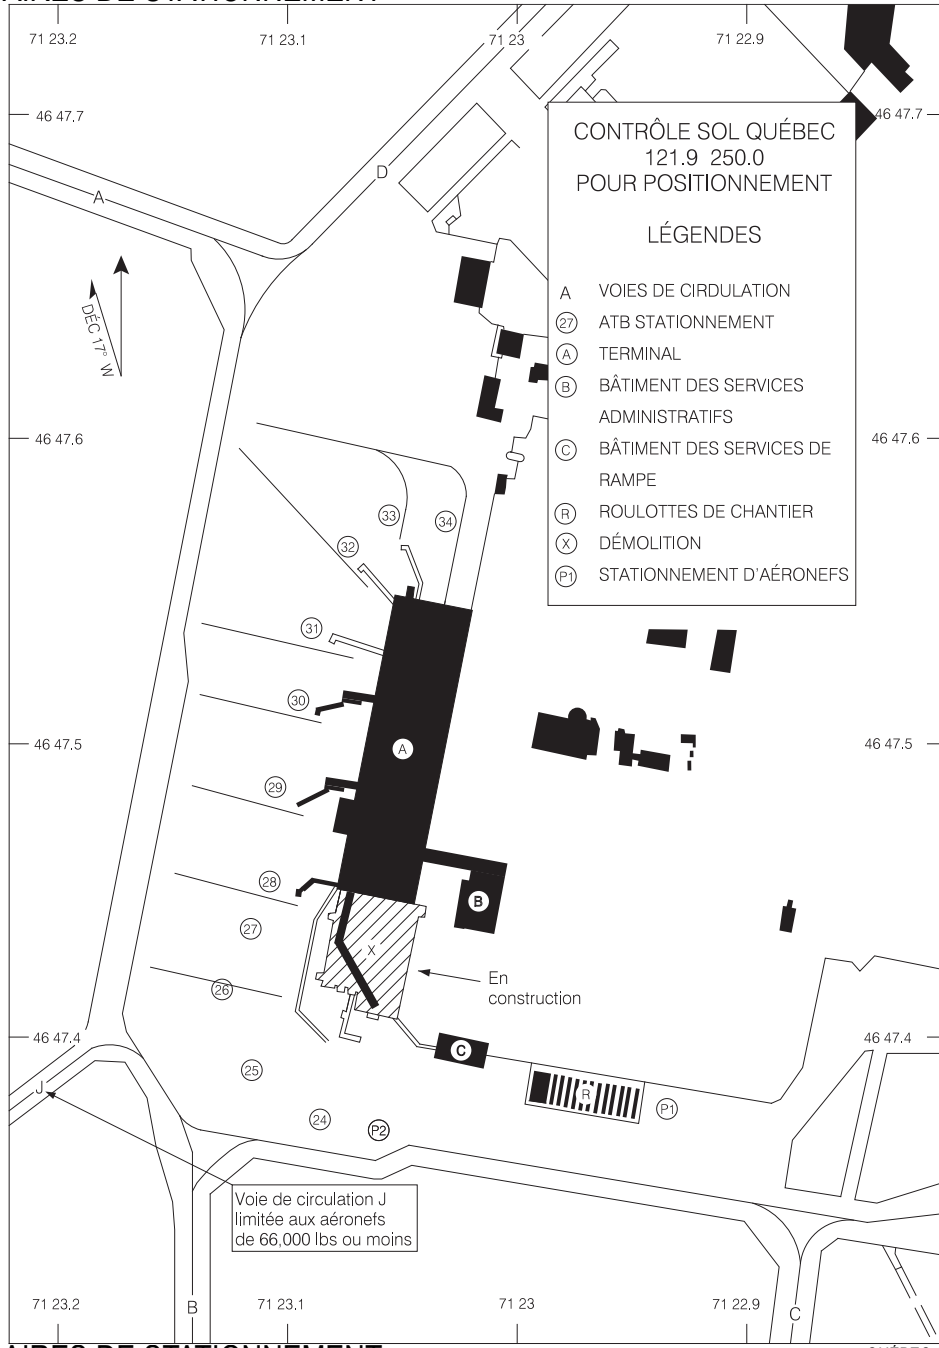 71 23.2
71 23.1
71 23
71 22.9
46 47.7
46 47.7
D
A
CONTRÔLE SOL QUÉBEC
121.9 250.0
POUR POSITIONNEMENT
LÉGENDES
A VOIES DE CIRDULATION
27 ATB STATIONNEMENT
A TERMINAL
B BÂTIMENT DES SERVICES
ADMINISTRATIFS
C BÂTIMENT DES SERVICES DE
RAMPE
R ROULOTTES DE CHANTIER
X DÉMOLITION
P1 STATIONNEMENT D'AÉRONEFS
DÉC 17° W
46 47.6
46 47.6
33
34
32
31
30
46 47.5
A
46 47.5
29
28
B
27
X
26
En
construction
46 47.4
46 47.4
C
25
J
R
P1
24
P2
Voie de circulation J
limitée aux aéronefs
de 66,000 lbs ou moins
71 23.2
B
71 23.1
71 23
71 22.9
C
AIRES DE STATIONNEMENT